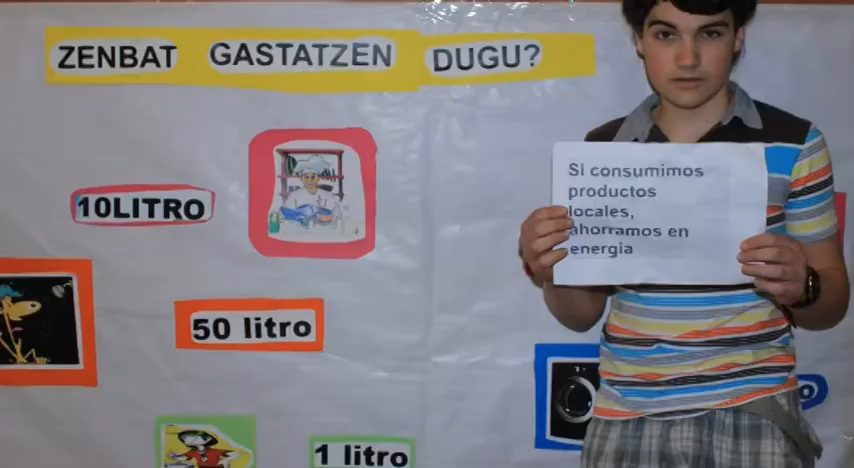 ZENBAT GASTATZEN DUGU?
10LITRO
50 litro
1 litro
Si consumimos
productos
locales,
ahorramos en
energia